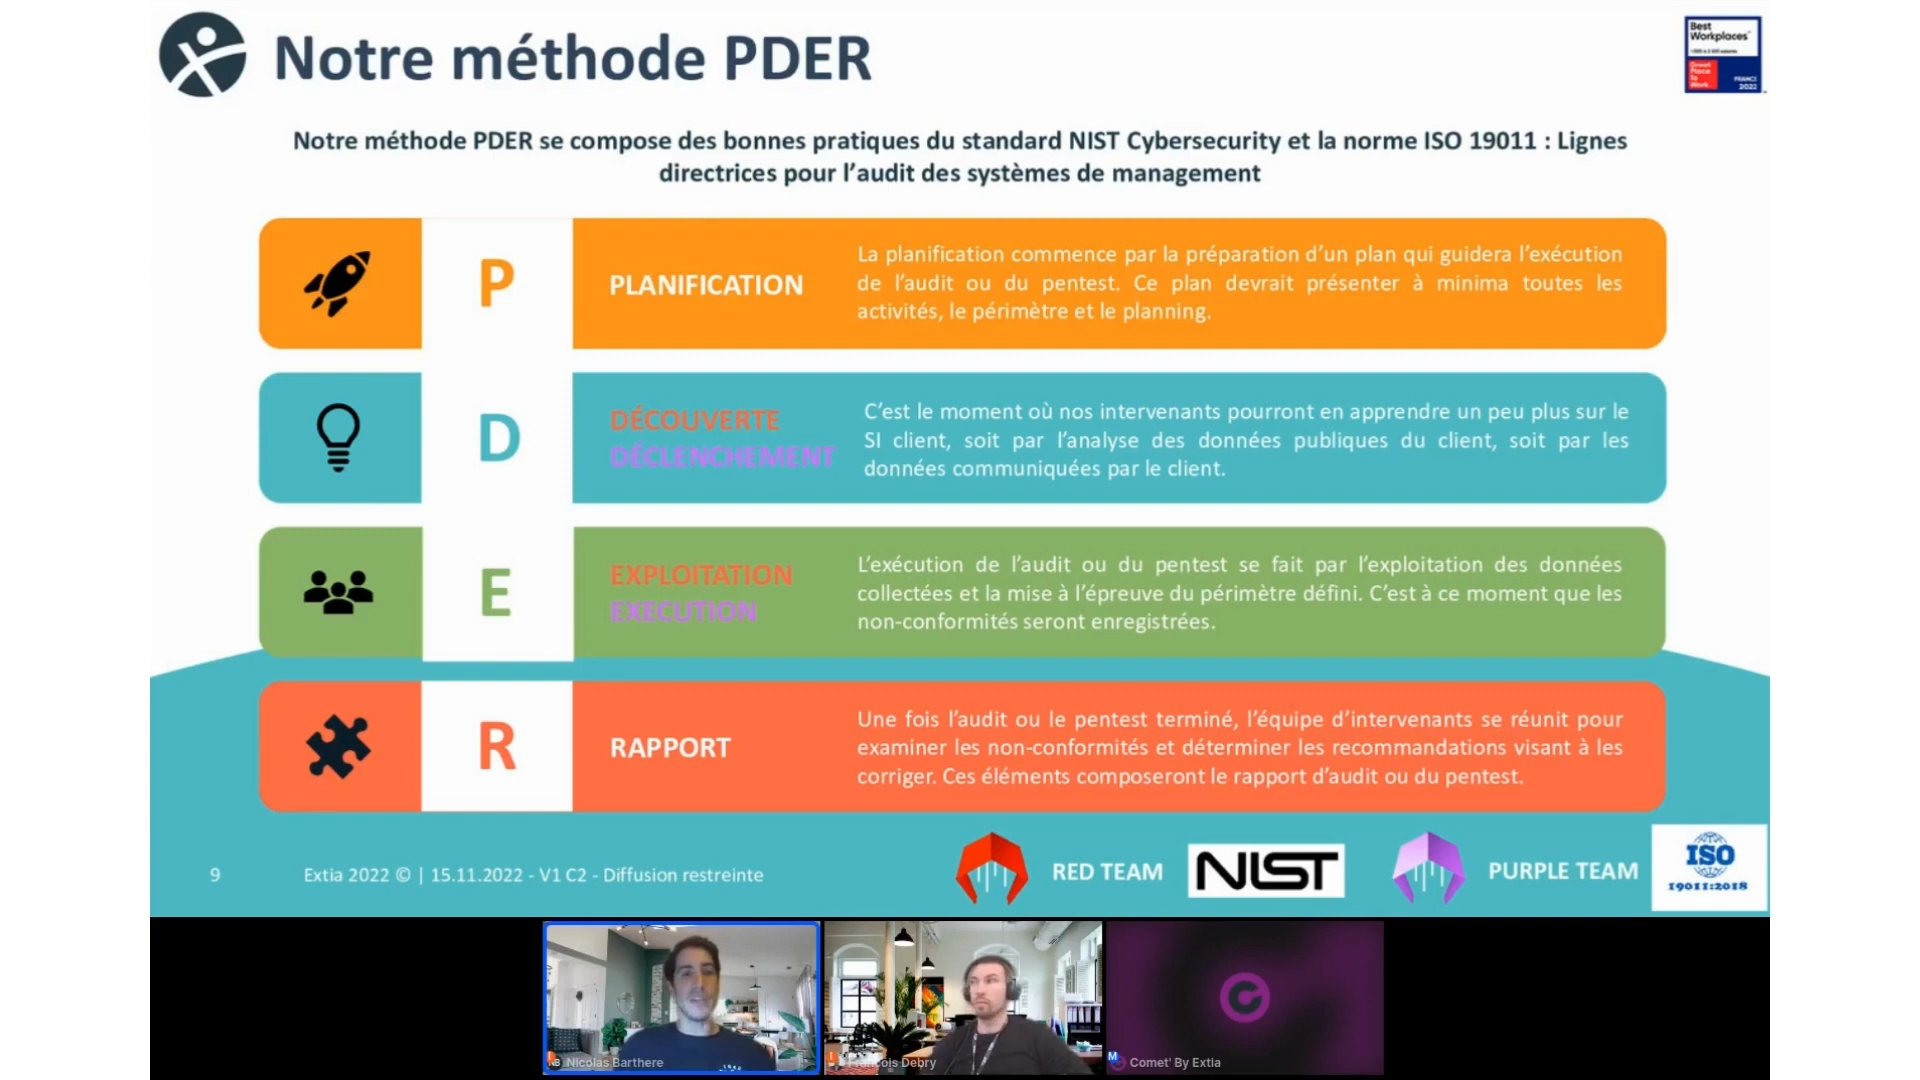 Notre méthode PDER
Best
Workplaces™
Great
Place
To
Work
FRANCE
2022
Notre méthode PDER se compose des bonnes pratiques du standard NIST Cybersecurity et la norme ISO 19011 : Lignes
directrices pour l’audit des systèmes de management
P
PLANIFICATION
La planification commence par la préparation d’un plan qui guidera l’exécution
de l’audit ou du pentest. Ce plan devrait présenter à minima toutes les
activités, le périmètre et le planning.
D
DÉCOUVERTE
DÉCLENCHEMENT
C’est le moment où nos intervenants pourront en apprendre un peu plus sur le
SI client, soit par l’analyse des données publiques du client, soit par les
données communiquées par le client.
E
EXPLOITATION
EXECUTION
L’exécution de l’audit ou du pentest se fait par l’exploitation des données
collectées et la mise à l’épreuve du périmètre défini. C’est à ce moment que les
non-conformités seront enregistrées.
R
RAPPORT
Une fois l’audit ou le pentest terminé, l’équipe d’intervenants se réunit pour
examiner les non-conformités et déterminer les recommandations visant à les
corriger. Ces éléments composeront le rapport d’audit ou du pentest.
9
Extia 2022 © | 15.11.2022 - V1 C2 - Diffusion restreinte
RED TEAM
NIST
PURPLE TEAM
ISO
19011:2018
Nicolas Barthere
François Debry
M
Comet' By Extia